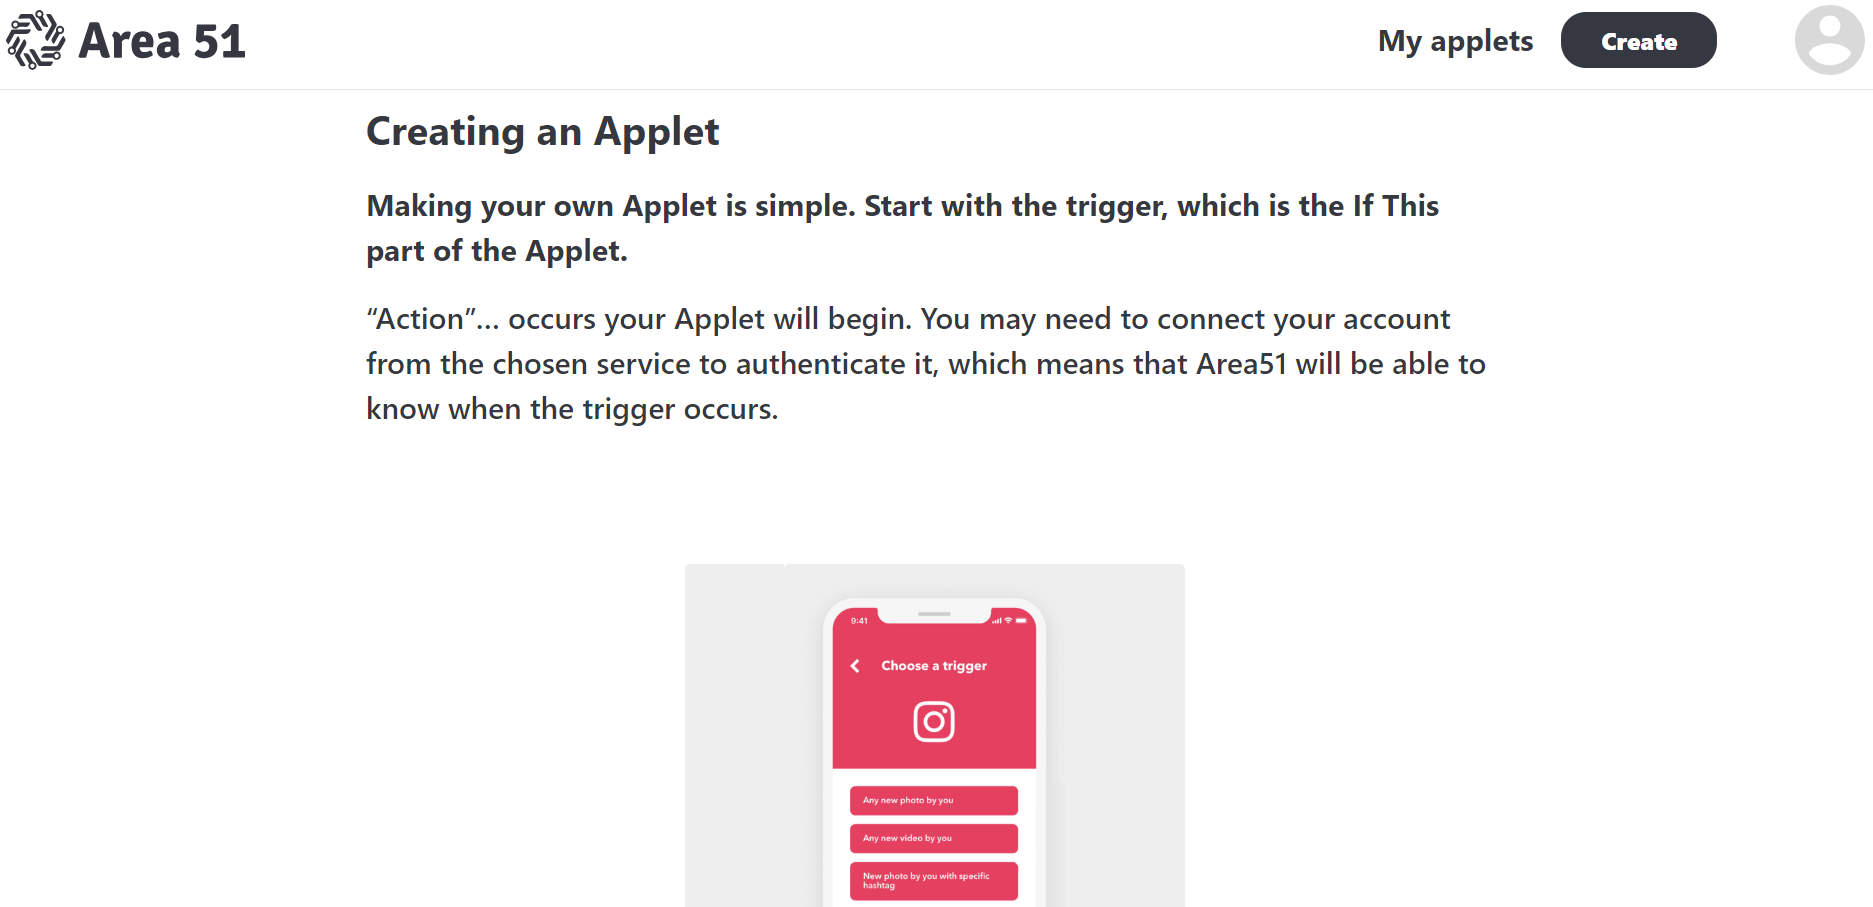 Area 51
My applets
Create
Creating an Applet
Making your own Applet is simple. Start with the trigger, which is the If This
part of the Applet.
“Action”... occurs your Applet will begin. You may need to connect your account
from the chosen service to authenticate it, which means that Area51 will be able to
know when the trigger occurs.
9:41
Choose a trigger
Any new photo by you
Any new video by you
New photo by you with specific
hashtag